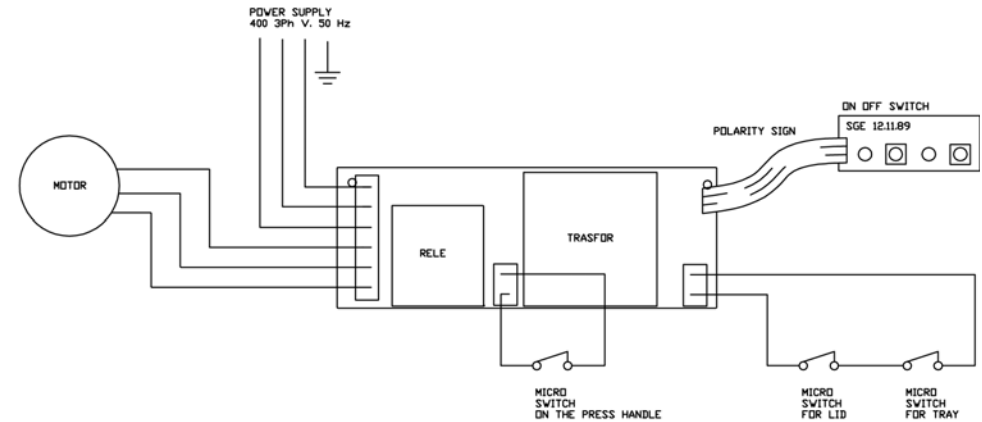 POWER SUPPLY
400 3Ph V. 50 Hz
ON OFF SWITCH
SGE 12.11.89
POLARITY SIGN
MOTOR
RELE
TRASFOR
MICRO
SWITCH
ON THE PRESS HANDLE
MICRO
SWITCH
FOR LID
MICRO
SWITCH
FOR TRAY